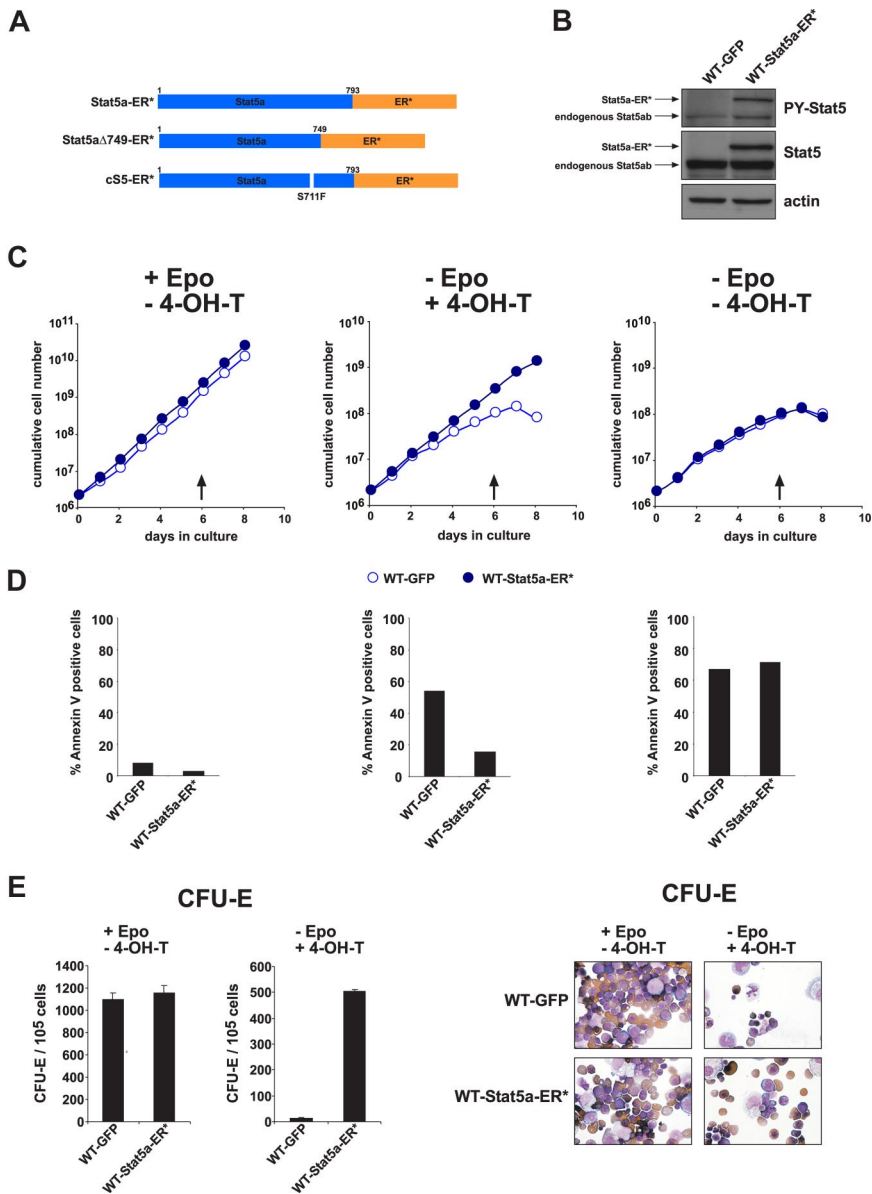 A
1 793
Stat5a-ER* Stat5a ER*
1 749
Stat5aΔ749-ER* Stat5a ER*
1 793
cS5-ER* Stat5a ER*
S711F
B
WT-GFP WT-Stat5a-ER*
Stat5a-ER* PY-Stat5
endogenous Stat5ab
Stat5a-ER* Stat5
endogenous Stat5ab
actin
C
+ Epo
- 4-OH-T
cumulative cell number
10¹¹
10¹⁰
10⁹
10⁸
10⁷
10⁶
0 2 4 6 8 10
days in culture
- Epo
+ 4-OH-T
cumulative cell number
10¹⁰
10⁹
10⁸
10⁷
10⁶
0 2 4 6 8 10
days in culture
- Epo
- 4-OH-T
cumulative cell number
10¹⁰
10⁹
10⁸
10⁷
10⁶
0 2 4 6 8 10
days in culture
D
WT-GFP WT-Stat5a-ER*
% Annexin V positive cells
100
80
60
40
20
0
WT-GFP
WT-Stat5a-ER*
% Annexin V positive cells
100
80
60
40
20
0
WT-GFP
WT-Stat5a-ER*
% Annexin V positive cells
100
80
60
40
20
0
WT-GFP
WT-Stat5a-ER*
E
CFU-E
+ Epo
- 4-OH-T
CFU-E / 10⁵ cells
1400
1200
1000
800
600
400
200
0
WT-GFP
WT-Stat5a-ER*
- Epo
+ 4-OH-T
CFU-E / 10⁵ cells
600
500
400
300
200
100
0
WT-GFP
WT-Stat5a-ER*
CFU-E
+ Epo - Epo
- 4-OH-T + 4-OH-T
WT-GFP
WT-Stat5a-ER*